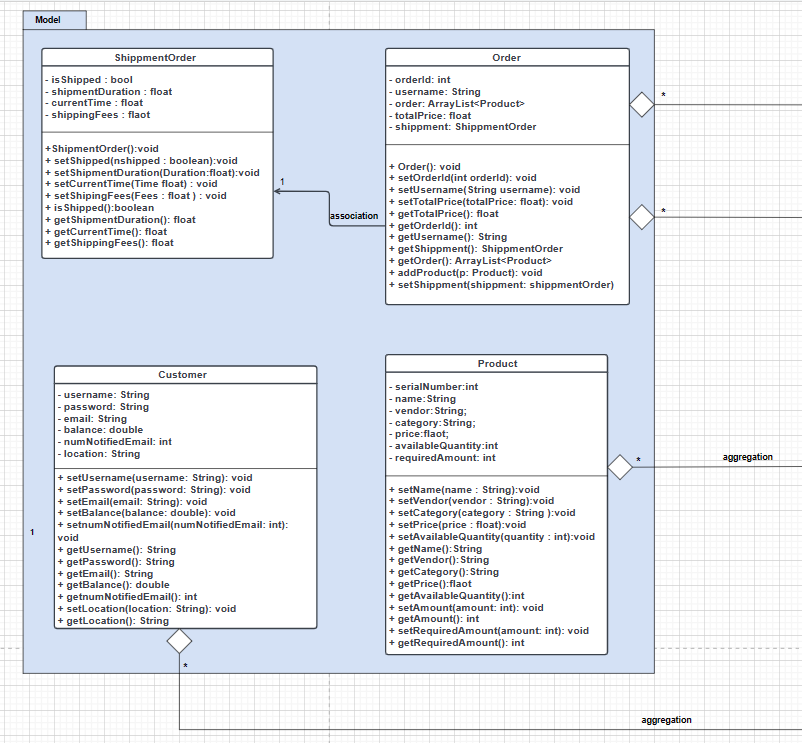 Model
ShippmentOrder
- isShipped : bool
- shipmentDuration : float
- currentTime : float
- shippingFees : flaot
+ShipmentOrder():void
+ setShipped(nshipped : boolean):void
+ setShipmentDuration(Duration:float):void
+ setCurrentTime(Time float) : void
+ setShipingFees(Fees : float ) : void
+ isShipped():boolean
+ getShipmentDuration(): float
+ getCurrentTime(): float
+ getShippingFees(): float
1
association
Order
- orderId: int
- username: String
- order: ArrayList<Product>
- totalPrice: float
- shippment: ShippmentOrder
+ Order(): void
+ setOrderId(int orderId): void
+ setUsername(String username): void
+ setTotalPrice(totalPrice: float): void
+ getTotalPrice(): float
+ getOrderId(): int
+ getUsername(): String
+ getShippment(): ShippmentOrder
+ getOrder(): ArrayList<Product>
+ addProduct(p: Product): void
+ setShippment(shippment: shippmentOrder)
*
*
Customer
- username: String
- password: String
- email: String
- balance: double
- numNotifiedEmail: int
- location: String
+ setUsername(username: String): void
+ setPassword(password: String): void
+ setEmail(email: String): void
+ setBalance(balance: double): void
+ setnumNotifiedEmail(numNotifiedEmail: int):
void
+ getUsername(): String
+ getPassword(): String
+ getEmail(): String
+ getBalance(): double
+ getnumNotifiedEmail(): int
+ setLocation(location: String): void
+ getLocation(): String
1
*
Product
- serialNumber:int
- name:String
- vendor:String;
- category:String;
- price:flaot;
- availableQuantity:int
- requiredAmount: int
+ setName(name : String):void
+ setVendor(vendor : String):void
+ setCategory(category : String ):void
+ setPrice(price : float):void
+ setAvailableQuantity(quantity : int):void
+ getName():String
+ getVendor():String
+ getCategory():String
+ getPrice():flaot
+ getAvailableQuantity():int
+ setAmount(amount: int): void
+ getAmount(): int
+ setRequiredAmount(amount: int): void
+ getRequiredAmount(): int
*
aggregation
aggregation